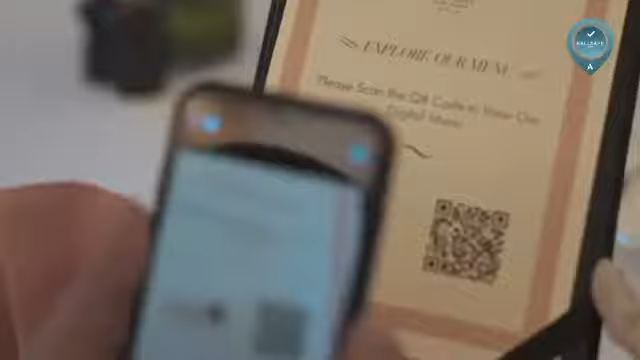 EXPLORE OUR MENU
Please Scan the QR Code to View Our
Digital Menu